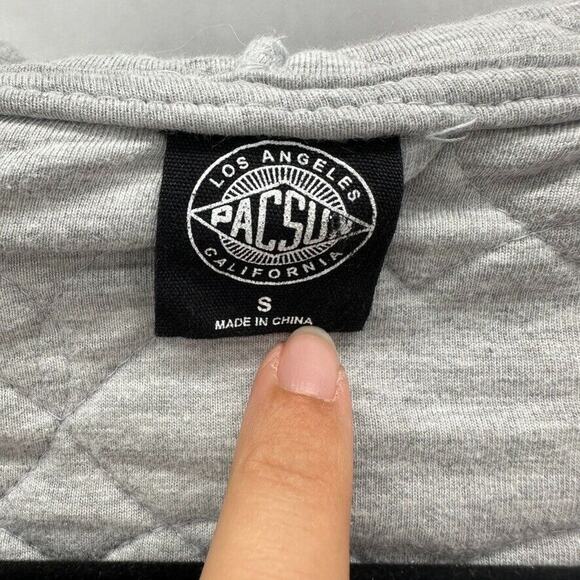 LOS ANGELES
PACSUN
CALIFORNIA
S
MADE IN CHINA